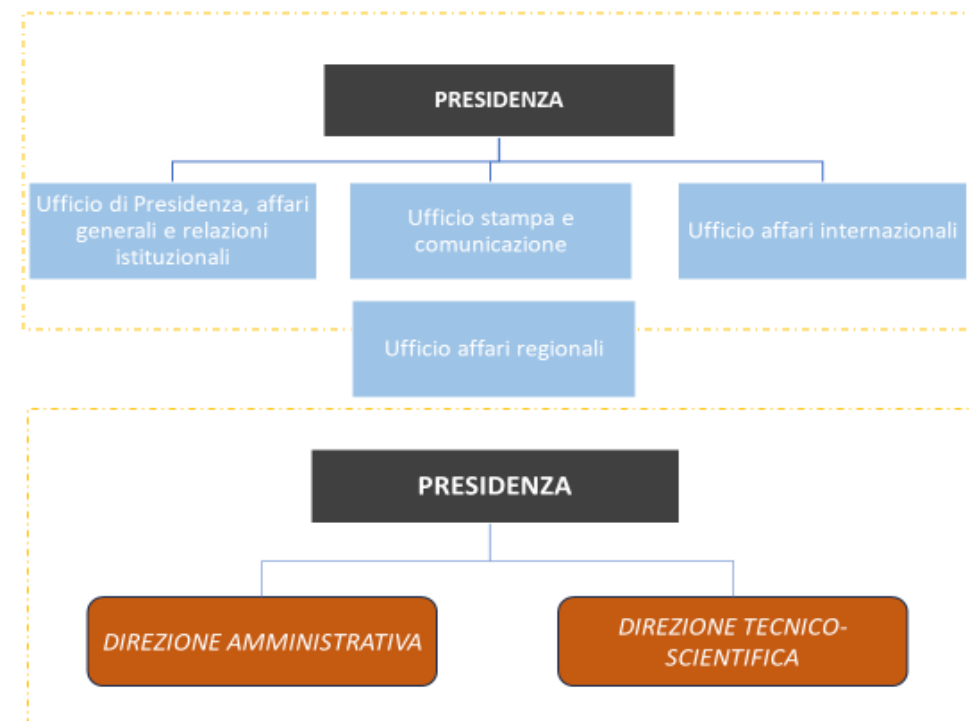 PRESIDENZA
Ufficio di Presidenza, affari
generali e relazioni
istituzionali
Ufficio stampa e
comunicazione
Ufficio affari internazionali
Ufficio affari regionali
PRESIDENZA
DIREZIONE AMMINISTRATIVA
DIREZIONE TECNICO-
SCIENTIFICA